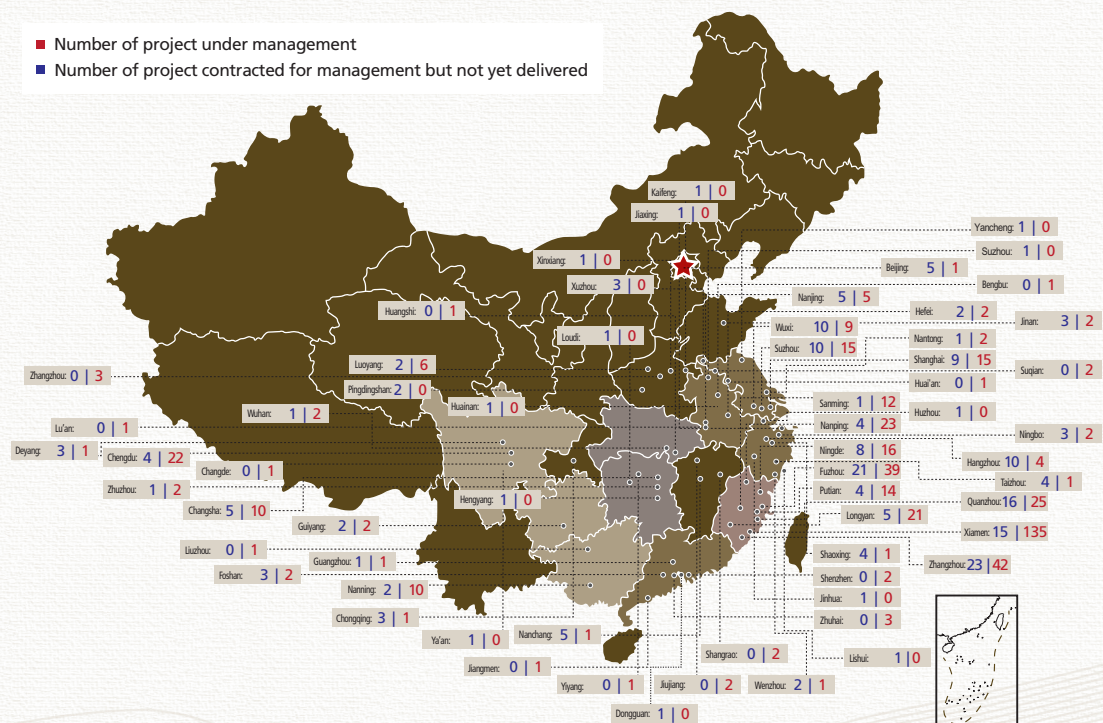 Number of project under management
Number of project contracted for management but not yet delivered
Kaifeng: 1 | 0
Jiaxing: 1 | 0
Yancheng: 1 | 0
Suzhou: 1 | 0
Xinxiang: 1 | 0
Beijing: 5 | 1
Xuzhou: 3 | 0
Bengbu: 0 | 1
Nanjing: 5 | 5
Huangshi: 0 | 1
Hefei: 2 | 2
Jinan: 3 | 2
Wuxi: 10 | 9
Loudi: 1 | 0
Nantong: 1 | 2
Suzhou: 10 | 15
Shanghai: 9 | 15
Luoyang: 2 | 6
Suqian: 0 | 2
Zhangzhou: 0 | 3
Huai'an: 0 | 1
Pingdingshan: 2 | 0
Sanming: 1 | 12
Huainan: 1 | 0
Wuhan: 1 | 2
Huzhou: 1 | 0
Nanping: 4 | 23
Lu'an: 0 | 1
Ningbo: 3 | 2
Deyang: 3 | 1
Ningde: 8 | 16
Chengdu: 4 | 22
Hangzhou: 10 | 4
Changde: 0 | 1
Fuzhou: 21 | 39
Taizhou: 4 | 1
Zhuzhou: 1 | 2
Putian: 4 | 14
Hengyang: 1 | 0
Quanzhou: 16 | 25
Changsha: 5 | 10
Longyan: 5 | 21
Guiyang: 2 | 2
Xiamen: 15 | 135
Liuzhou: 0 | 1
Shaoxing: 4 | 1
Guangzhou: 1 | 1
Zhangzhou: 23 | 42
Foshan: 3 | 2
Shenzhen: 0 | 2
Nanning: 2 | 10
Jinhua: 1 | 0
Chongqing: 3 | 1
Zhuhai: 0 | 3
Ya'an: 1 | 0
Nanchang: 5 | 1
Shangrao: 0 | 2
Lishui: 1 | 0
Jiangmen: 0 | 1
Yiyang: 0 | 1
Jiujiang: 0 | 2
Wenzhou: 2 | 1
Dongguan: 1 | 0